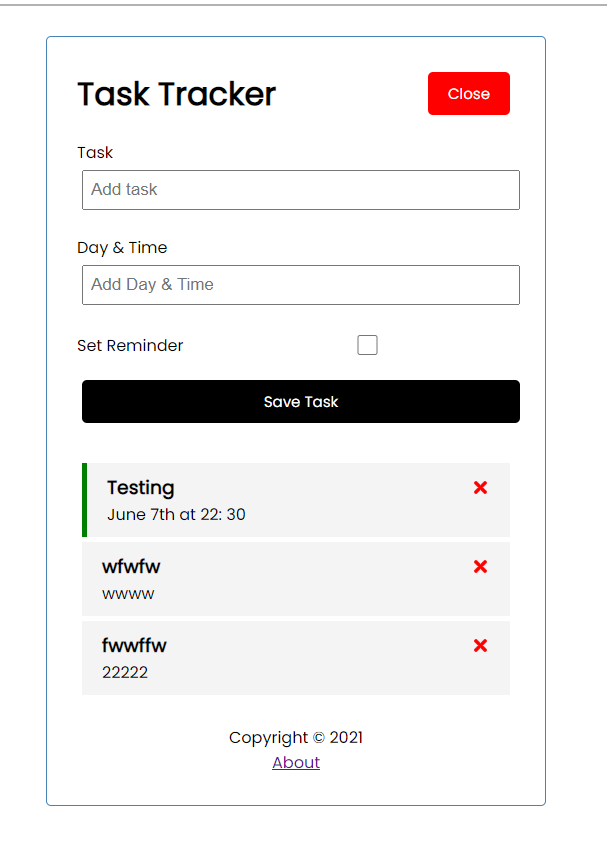 Task Tracker
Close
Task
Add task
Day & Time
Add Day & Time
Set Reminder
Save Task
Testing
June 7th at 22: 30
wfwfw
wwww
fwwffw
22222
Copyright © 2021
About